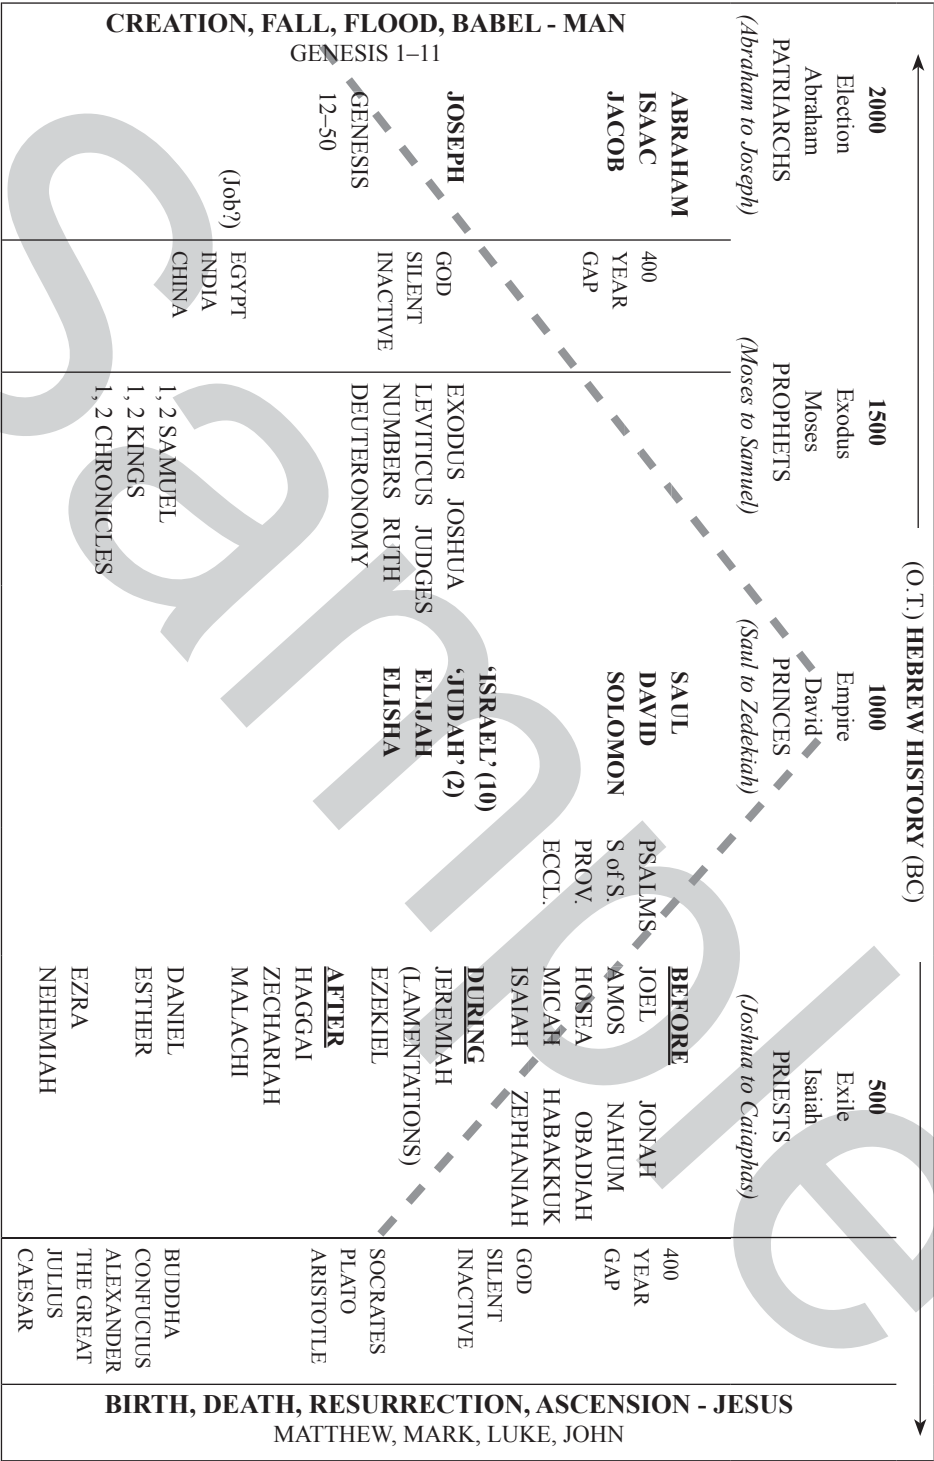 (O.T.) HEBREW HISTORY (BC)
CREATION, FALL, FLOOD, BABEL - MAN
GENESIS 1–11
2000
Election
Abraham
PATRIARCHS
(Abraham to Joseph)
ABRAHAM
ISAAC
JACOB
JOSEPH
GENESIS
12–50
(Job?)
400
YEAR
GAP
GOD
SILENT
INACTIVE
EGYPT
INDIA
CHINA
1500
Exodus
Moses
PROPHETS
(Moses to Samuel)
EXODUS JOSHUA
LEVITICUS JUDGES
NUMBERS RUTH
DEUTERONOMY
1, 2 SAMUEL
1, 2 KINGS
1, 2 CHRONICLES
1000
Empire
David
PRINCES
(Saul to Zedekiah)
SAUL
DAVID
SOLOMON
‘ISRAEL’ (10)
‘JUDAH’ (2)
ELIJAH
ELISHA
PSALMS
S of S.
PROV.
ECCL.
500
Exile
Isaiah
PRIESTS
(Joshua to Caiaphas)
BEFORE
JOEL JONAH
AMOS NAHUM
HOSEA OBADIAH
MICAH HABAKKUK
ISAIAH ZEPHANIAH
DURING
JEREMIAH
(LAMENTATIONS)
EZEKIEL
AFTER
HAGGAI
ZECHARIAH
MALACHI
DANIEL
ESTHER
EZRA
NEHEMIAH
400
YEAR
GAP
GOD
SILENT
INACTIVE
SOCRATES
PLATO
ARISTOTLE
BUDDHA
CONFUCIUS
ALEXANDER
THE GREAT
JULIUS
CAESAR
BIRTH, DEATH, RESURRECTION, ASCENSION - JESUS
MATTHEW, MARK, LUKE, JOHN
Sample